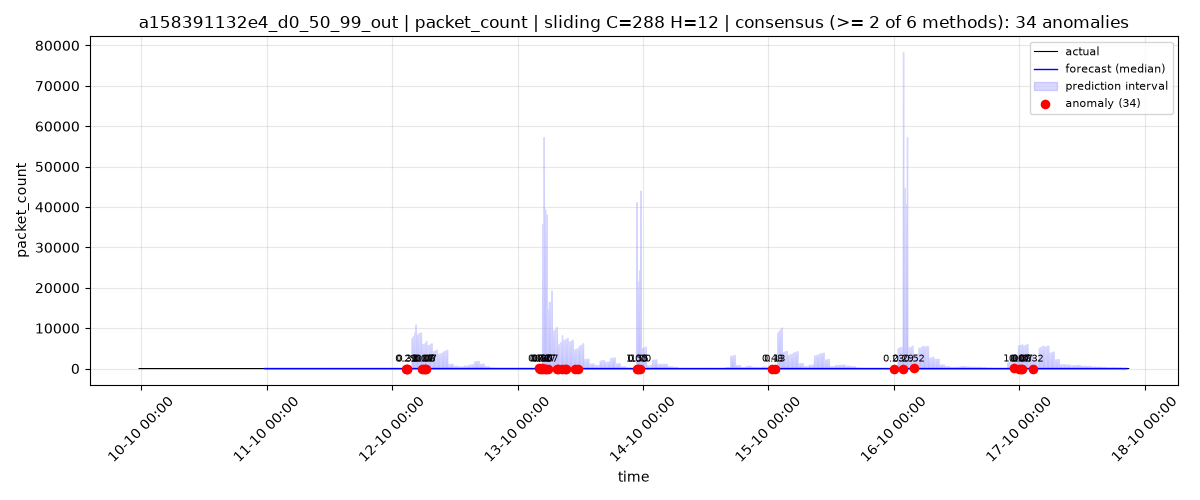 a158391132e4_d0_50_99_out | packet_count | sliding C=288 H=12 | consensus (>= 2 of 6 methods): 34 anomalies
actual
forecast (median)
prediction interval
anomaly (34)
packet_count
80000
70000
60000
50000
40000
30000
20000
10000
0
10-10 00:00
11-10 00:00
12-10 00:00
13-10 00:00
14-10 00:00
15-10 00:00
16-10 00:00
17-10 00:00
18-10 00:00
time